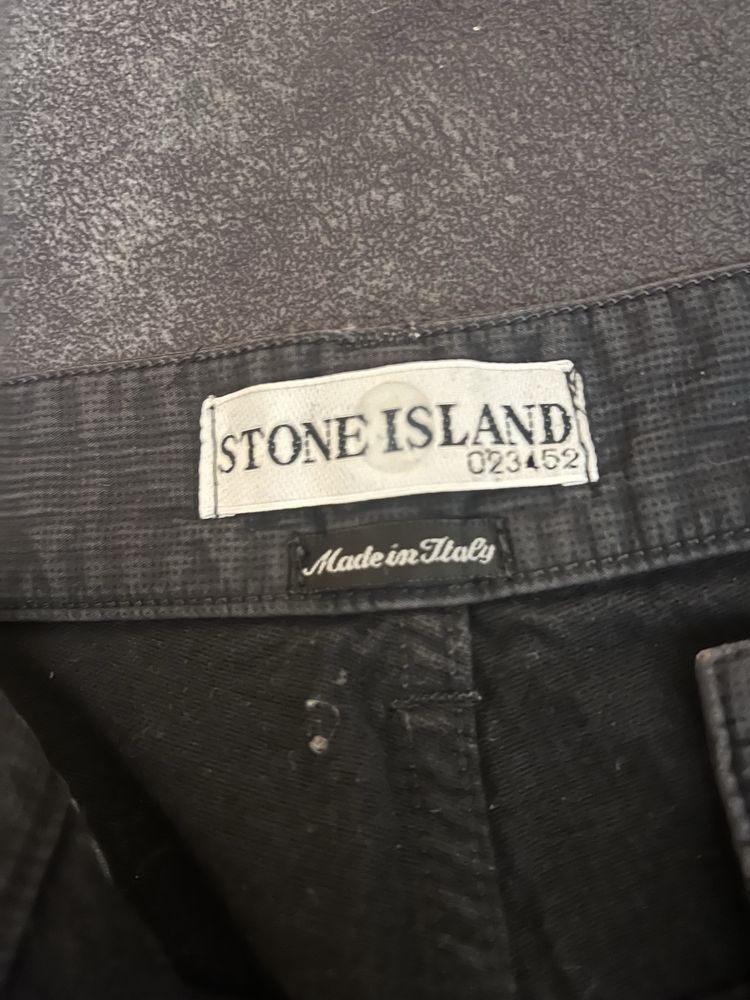 STONE ISLAND
023452
Made in Italy